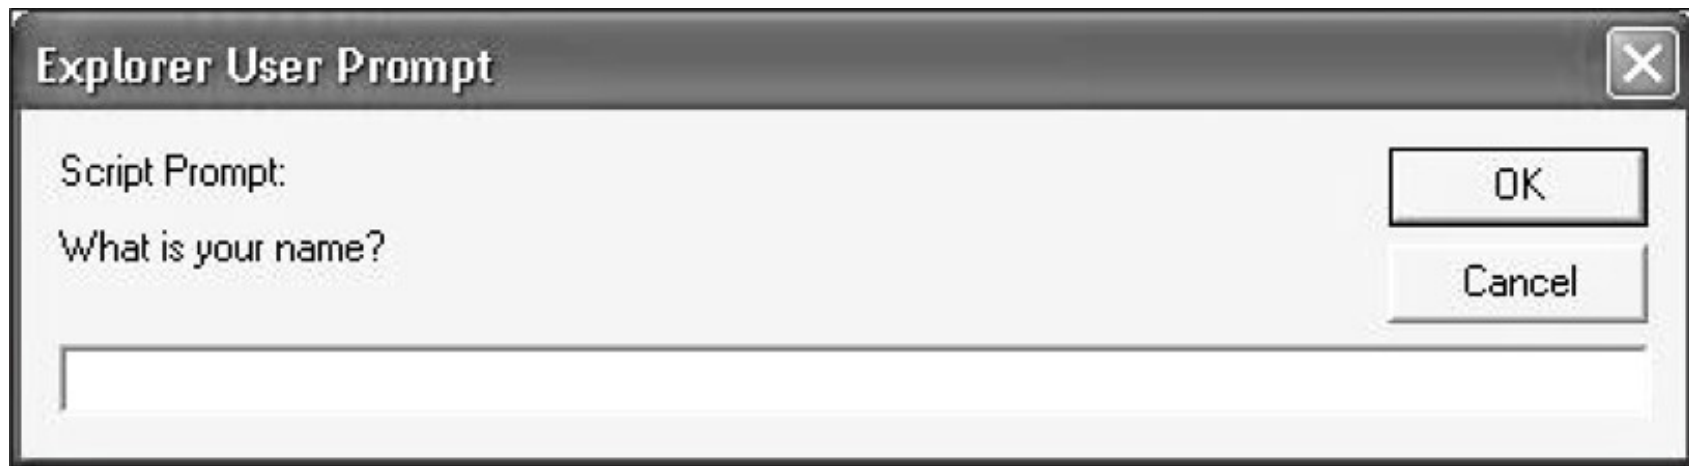 Explorer User Prompt
Script Prompt:
What is your name?
OK
Cancel